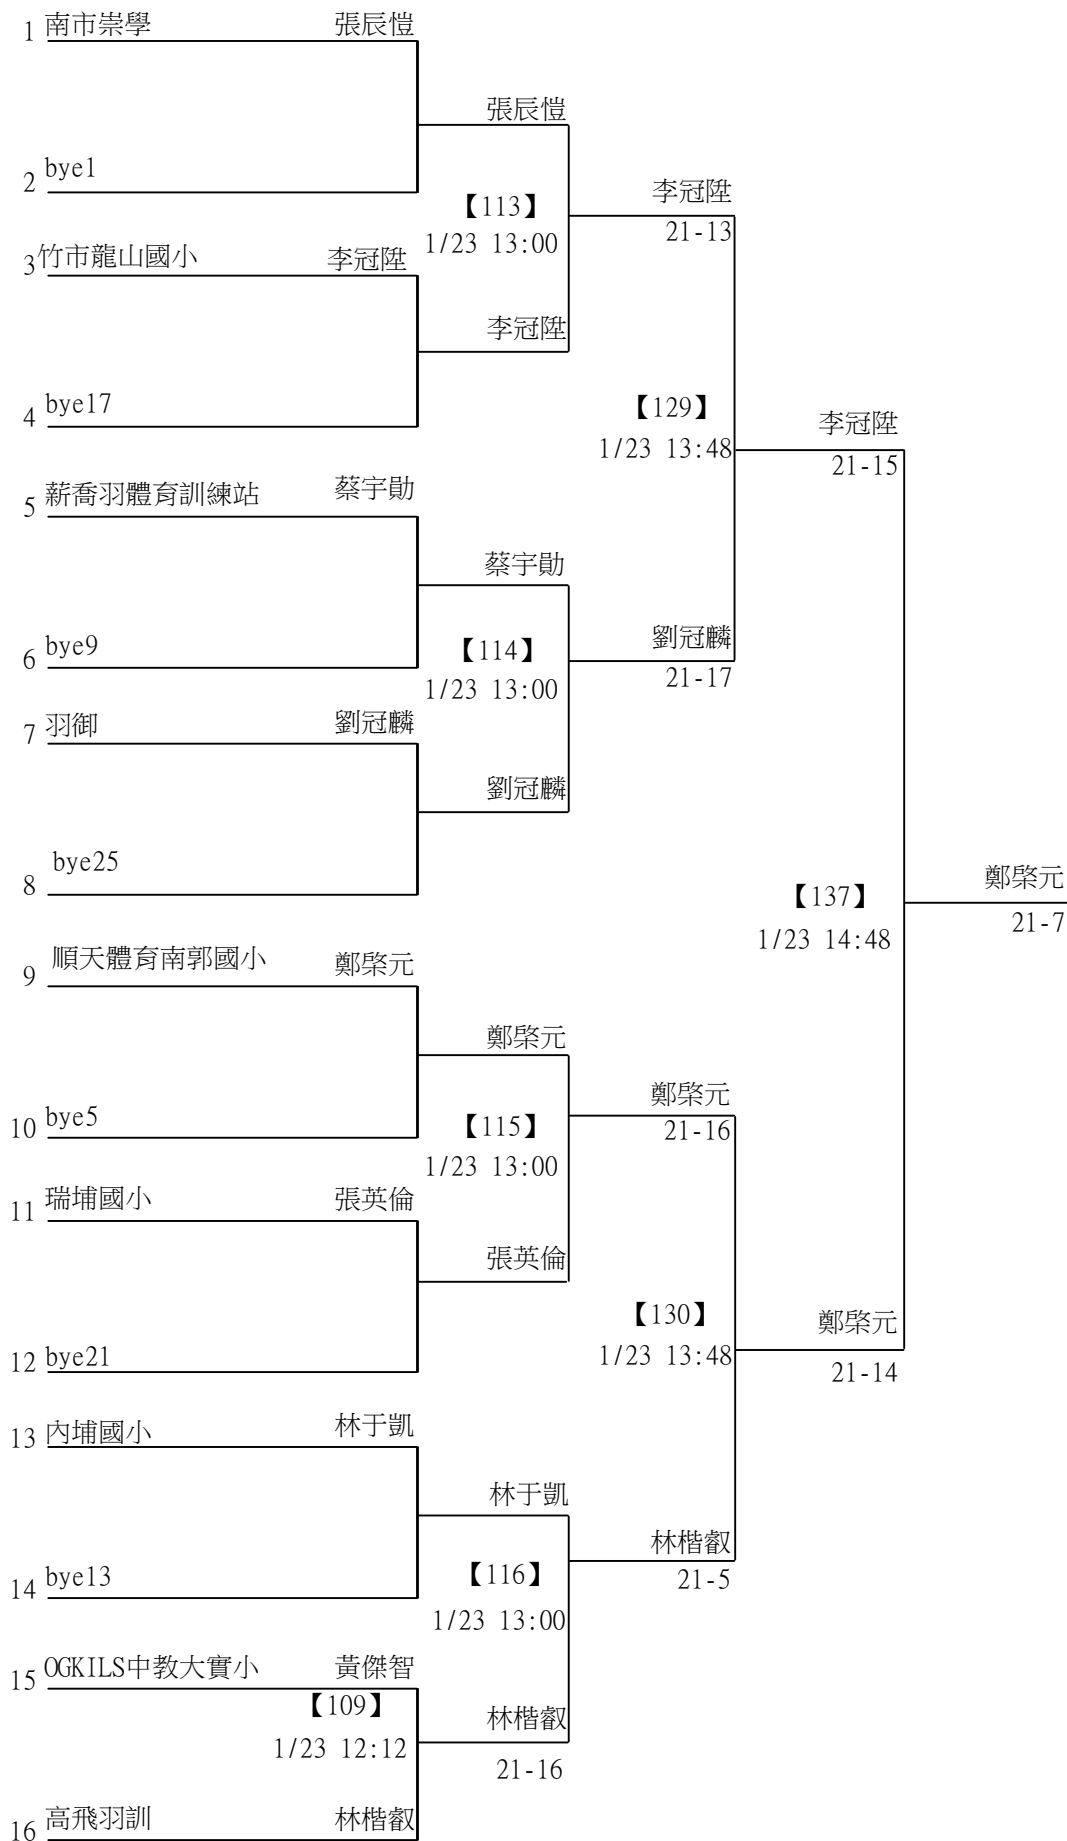 1 南市崇學 張辰愷
張辰愷
2 bye1
【113】
1/23 13:00
李冠陞
21-13
3 竹市龍山國小 李冠陞
李冠陞
4 bye17
【129】
1/23 13:48
李冠陞
21-15
5 薪喬羽體育訓練站 蔡宇勛
蔡宇勛
6 bye9
【114】
1/23 13:00
劉冠麟
21-17
7 羽御 劉冠麟
劉冠麟
8 bye25
【137】
1/23 14:48
鄭棨元
21-7
9 順天體育南郭國小 鄭棨元
鄭棨元
10 bye5
【115】
1/23 13:00
鄭棨元
21-16
11 瑞埔國小 張英倫
張英倫
12 bye21
【130】
1/23 13:48
鄭棨元
21-14
13 內埔國小 林于凱
林于凱
14 bye13
【116】
1/23 13:00
林楷叡
21-5
15 OGKILS中教大實小 黃傑智
【109】
1/23 12:12
林楷叡
21-16
16 高飛羽訓 林楷叡